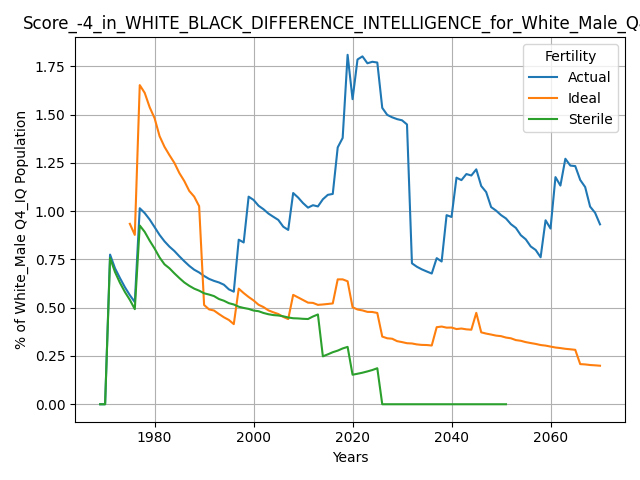 Score_-4_in_WHITE_BLACK_DIFFERENCE_INTELLIGENCE_for_White_Male_Q4
Fertility
Actual
Ideal
Sterile
% of White_Male Q4_IQ Population
1.75
1.50
1.25
1.00
0.75
0.50
0.25
0.00
1980 2000 2020 2040 2060
Years